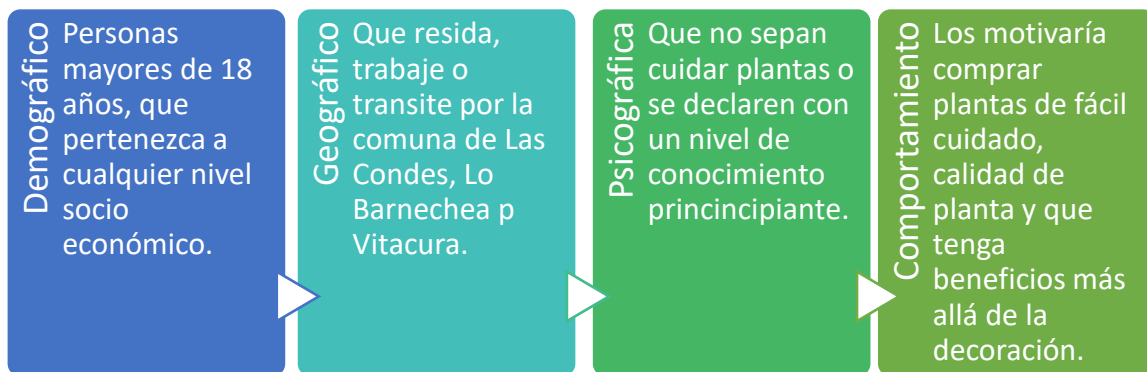 Demográfico
Personas
mayores de 18
años, que
pertenezca a
cualquier nivel
socio
económico.
Geográfico
Que resida,
trabaje o
transite por la
comuna de Las
Condes, Lo
Barnechea p
Vitacura.
Psicográfica
Que no sepan
cuidar plantas o
se declaren con
un nivel de
conocimiento
princincipiante.
Comportamiento
Los motivaría
comprar
plantas de fácil
cuidado,
calidad de
planta y que
tenga
beneficios más
allá de la
decoración.